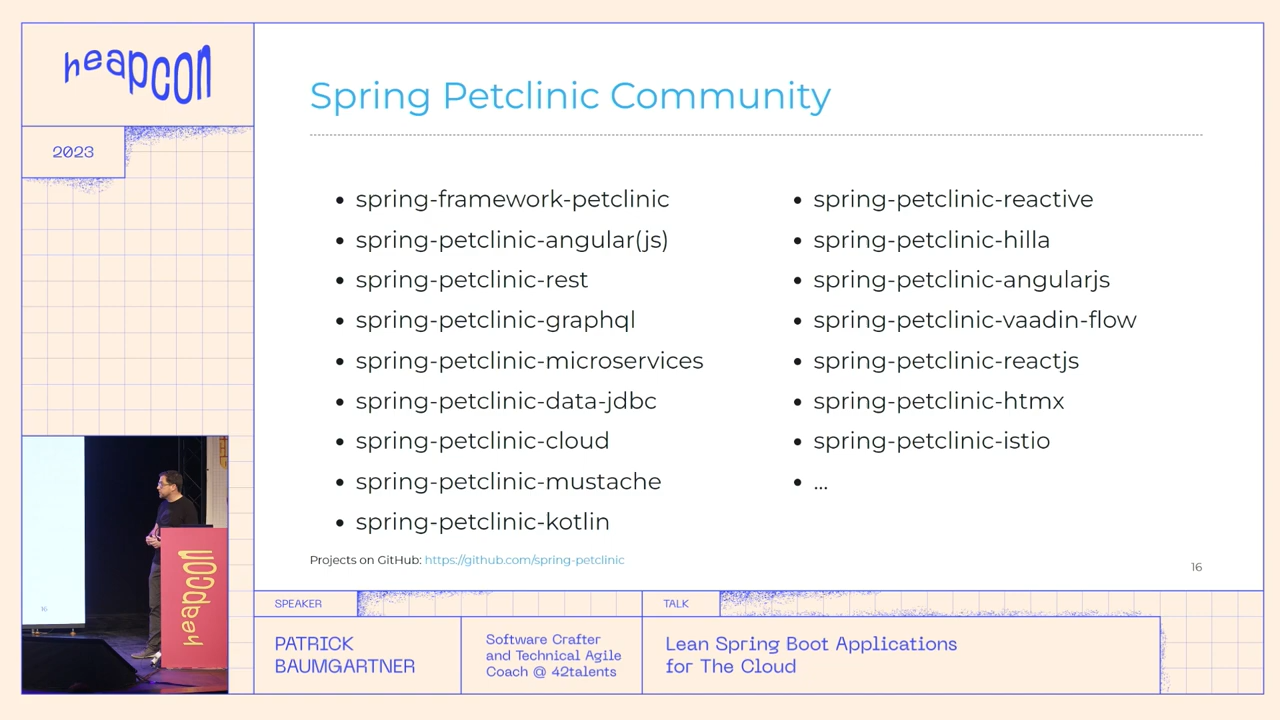 heapcon
2023
Spring Petclinic Community
• spring-framework-petclinic
• spring-petclinic-angular(js)
• spring-petclinic-rest
• spring-petclinic-graphql
• spring-petclinic-microservices
• spring-petclinic-data-jdbc
• spring-petclinic-cloud
• spring-petclinic-mustache
• spring-petclinic-kotlin
• spring-petclinic-reactive
• spring-petclinic-hilla
• spring-petclinic-angularjs
• spring-petclinic-vaadin-flow
• spring-petclinic-reactjs
• spring-petclinic-htmx
• spring-petclinic-istio
• ...
Projects on GitHub: https://github.com/spring-petclinic
16
16
heapcon
SPEAKER
PATRICK
BAUMGARTNER
Software Crafter
and Technical Agile
Coach @ 42talents
TALK
Lean Spring Boot Applications
for The Cloud